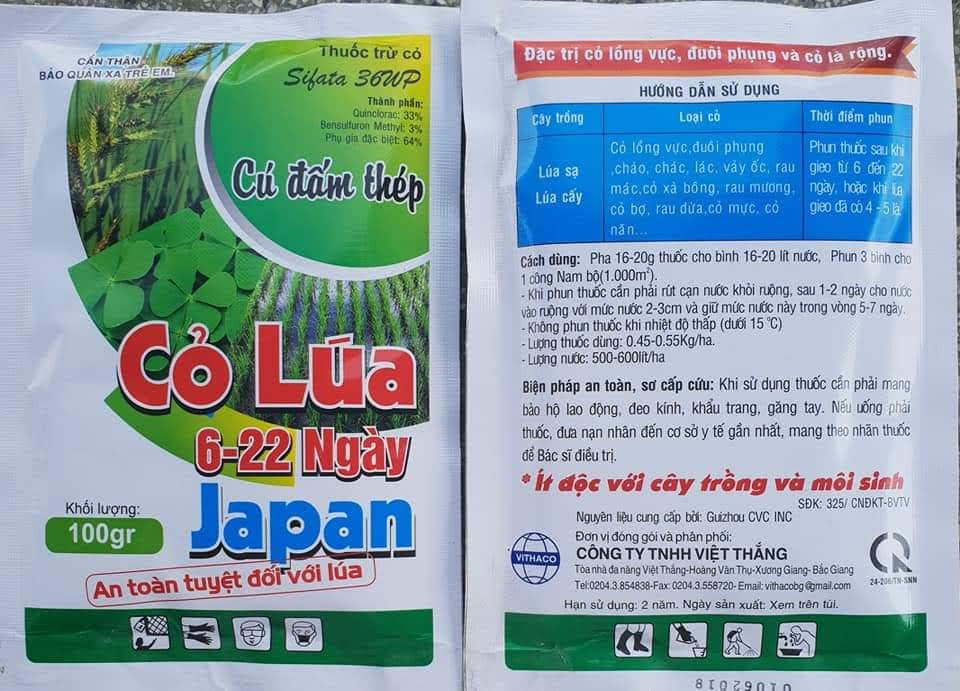 CẨN THẬN
BẢO QUẢN XA TRẺ EM.
Thuốc trừ cỏ
Sifata 36WP
Thành phần:
Quinclorac: 33%
Bensulfuron Methyl: 3%
Phụ gia đặc biệt: 64%
Cú đấm thép
Cỏ Lúa
6-22 Ngày
Japan
Khối lượng:
100gr
An toàn tuyệt đối với lúa
Đặc trị cỏ lồng vực, đuôi phụng và cỏ lá rộng.
HƯỚNG DẪN SỬ DỤNG
Cây trồng
Loại cỏ
Thời điểm phun
Lúa sạ
Lúa cấy
Cỏ lồng vực,đuôi phụng
,cháo, chác, lác, váy ốc, rau
mác,cỏ xà bông, rau mương,
cỏ bợ, rau dừa,cỏ mực, cỏ
năn...
Phun thuốc sau khi
gieo từ 6 đến 22
ngày, hoặc khi lúa
gieo đã có 4 - 5 lá.
Cách dùng: Pha 16-20g thuốc cho bình 16-20 lít nước, Phun 3 bình cho
1 công Nam bộ(1.000m²).
- Khi phun thuốc cần phải rút cạn nước khỏi ruộng, sau 1-2 ngày cho nước
vào ruộng với mức nước 2-3cm và giữ mức nước này trong vòng 5-7 ngày.
- Không phun thuốc khi nhiệt độ thấp (dưới 15 °C)
- Lượng thuốc dùng: 0.45-0.55Kg/ha.
- Lượng nước: 500-600lít/ha
Biện pháp an toàn, sơ cấp cứu: Khi sử dụng thuốc cần phải mang
bảo hộ lao động, đeo kính, khẩu trang, găng tay. Nếu uống phải
thuốc, đưa nạn nhân đến cơ sở y tế gần nhất, mang theo nhãn thuốc
để Bác sĩ điều trị.
* Ít độc với cây trồng và môi sinh
SĐK: 325/ CNĐKT-BVTV
Nguyên liệu cung cấp bởi: Guizhou CVC INC
Đơn vị đóng gói và phân phối:
VITHACO
CÔNG TY TNHH VIỆT THẮNG
Tòa nhà đa năng Việt Thắng-Hoàng Văn Thụ-Xương Giang- Bắc Giang
Tel:0204.3.854838-Fax: 0204.3.558720- Email: vithacobg@gmail.com
24-206/TN-SNN
Hạn sử dụng: 2 năm. Ngày sản xuất: Xem trên túi.
01062018